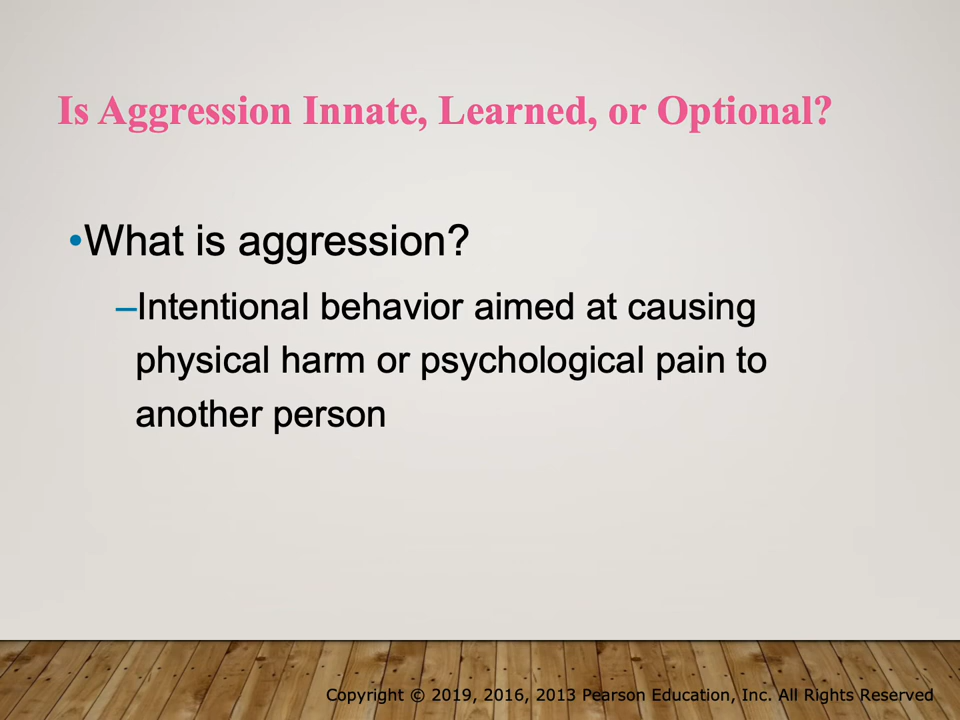 Is Aggression Innate, Learned, or Optional?
•What is aggression?
–Intentional behavior aimed at causing
physical harm or psychological pain to
another person
Copyright © 2019, 2016, 2013 Pearson Education, Inc. All Rights Reserved